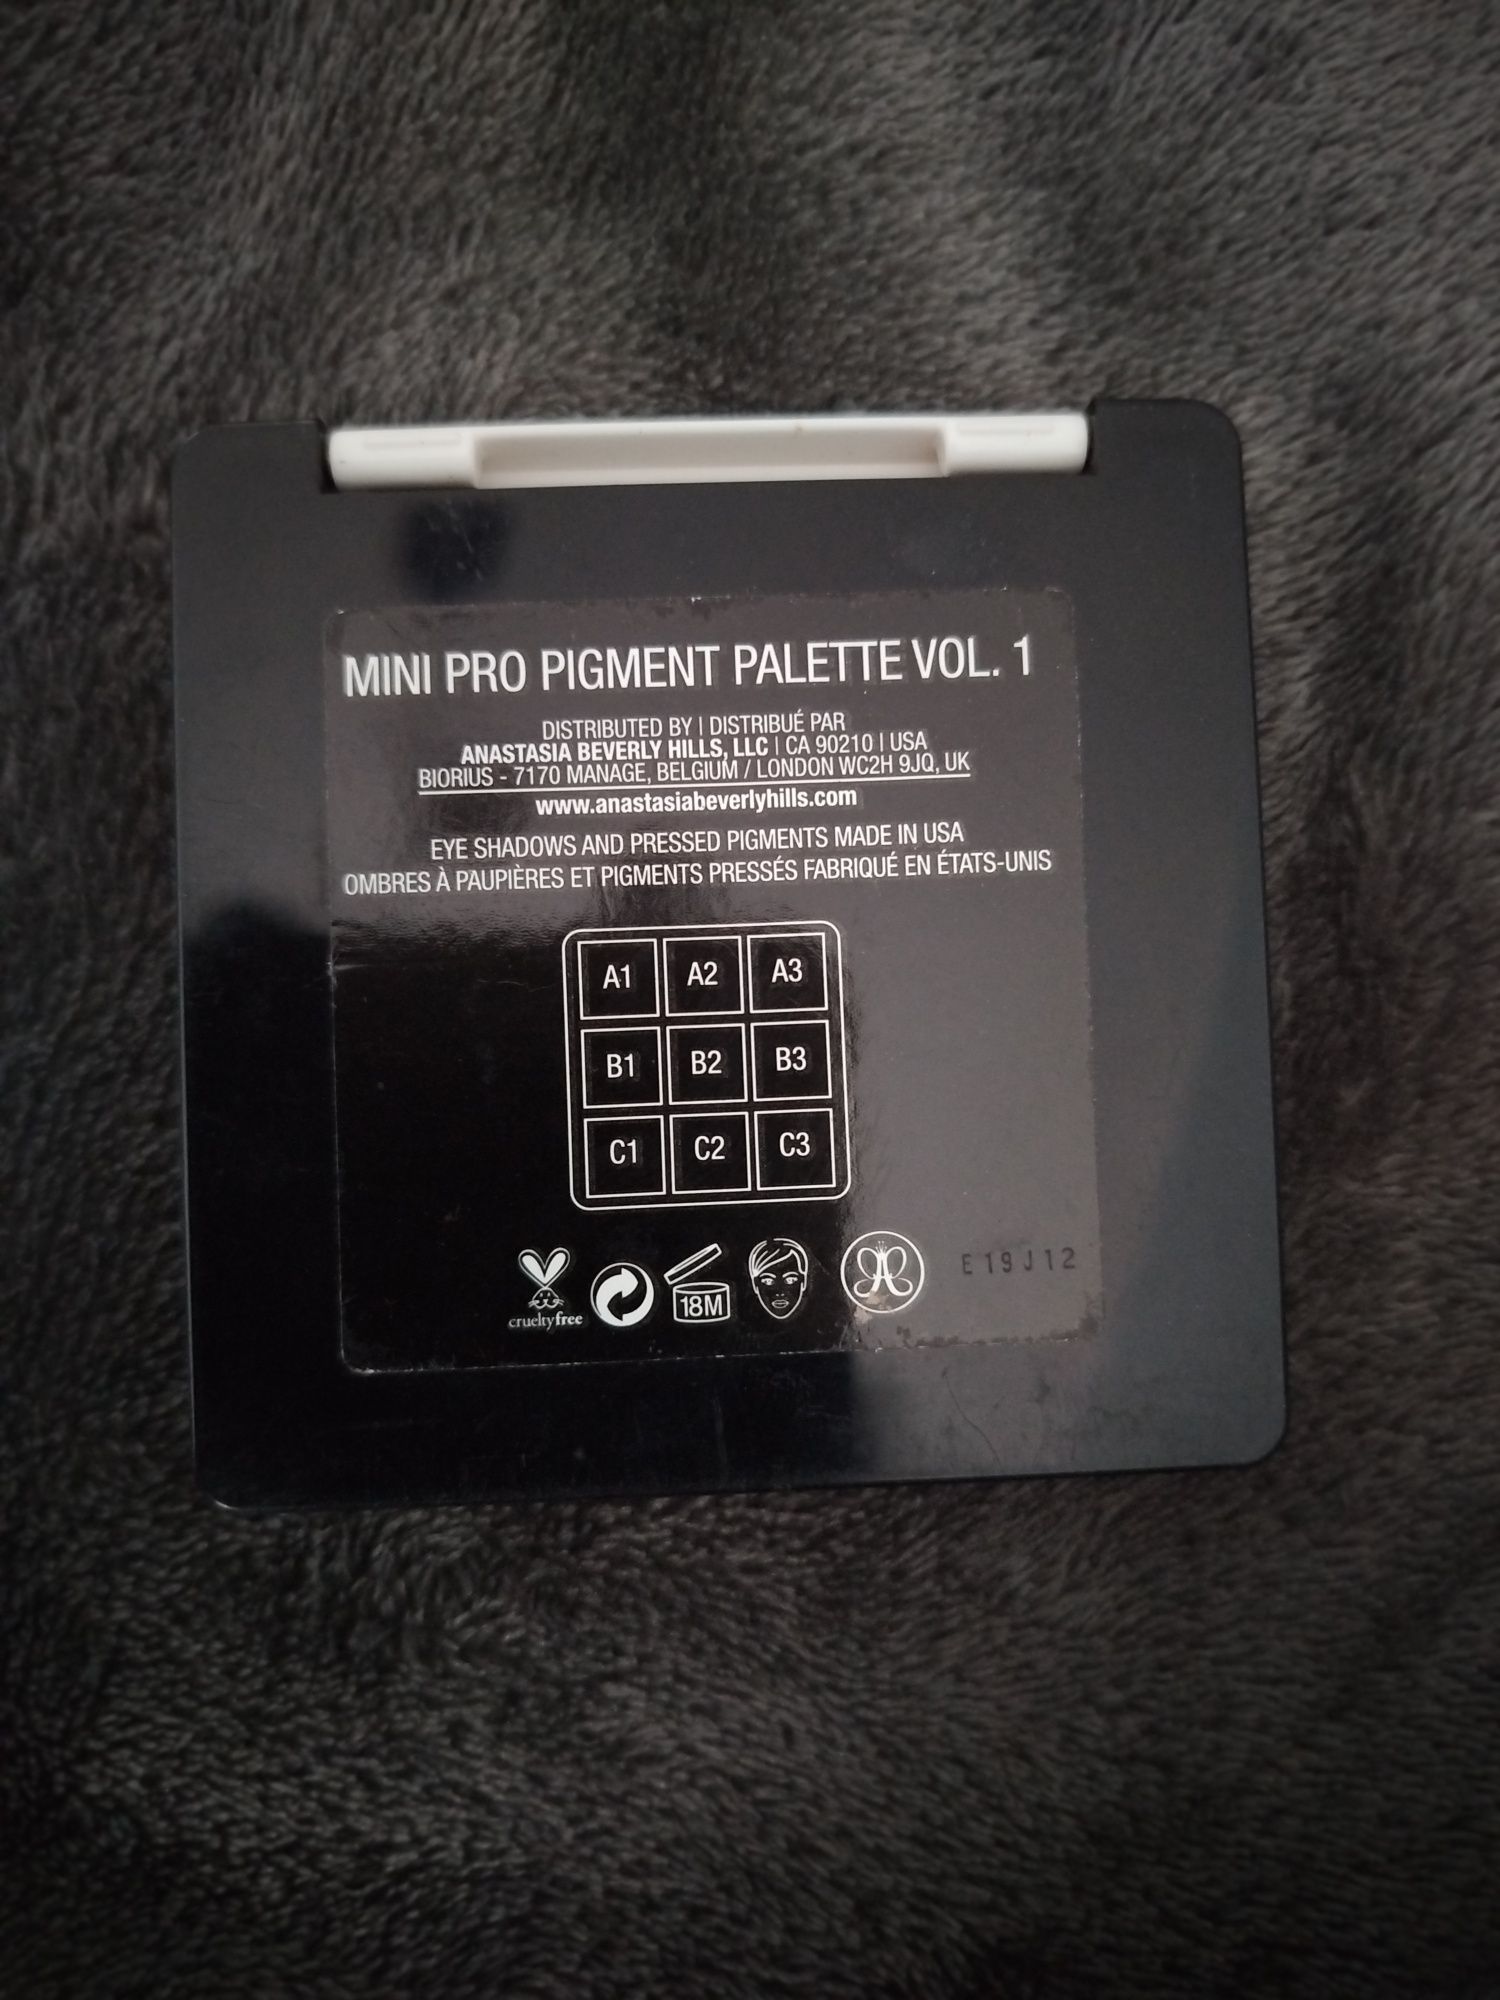 MINI PRO PIGMENT PALETTE VOL. 1
DISTRIBUTED BY | DISTRIBUÉ PAR
ANASTASIA BEVERLY HILLS, LLC | CA 90210 | USA
BIORIUS - 7170 MANAGE, BELGIUM / LONDON WC2H 9JQ, UK
www.anastasiabeverlyhills.com
EYE SHADOWS AND PRESSED PIGMENTS MADE IN USA
OMBRES À PAUPIÈRES ET PIGMENTS PRESSÉS FABRIQUÉ EN ÉTATS-UNIS
A1 A2 A3
B1 B2 B3
C1 C2 C3
18M
E19J12
crueltyfree